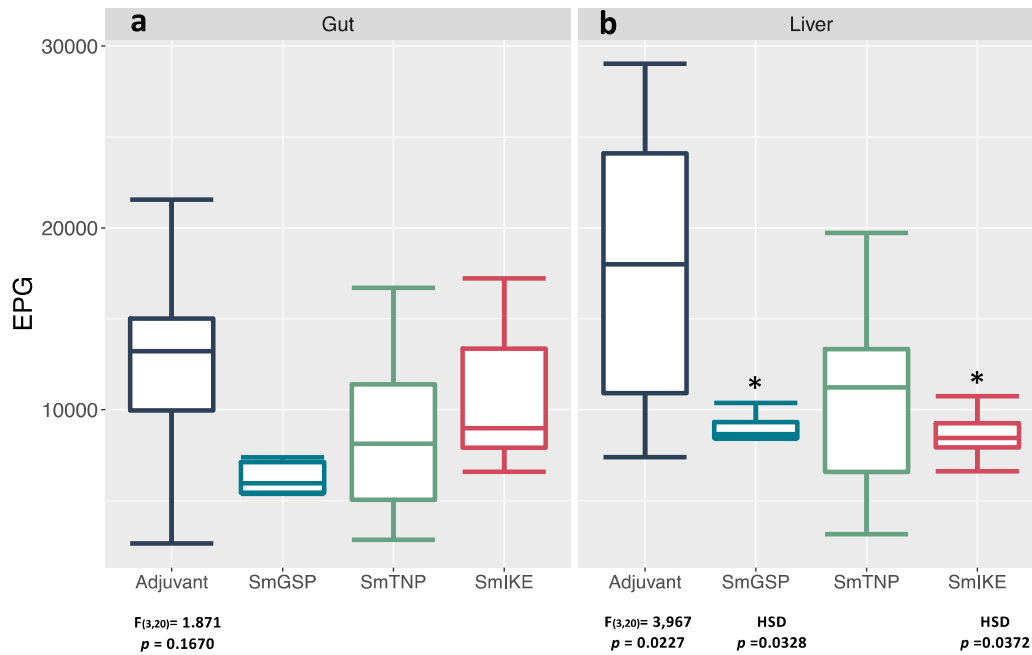 a Gut
b Liver
EPG
30000
20000
10000
Adjuvant SmGSP SmTNP SmIKE
Adjuvant SmGSP SmTNP SmIKE
*
*
F(3,20)= 1.871
p = 0.1670
F(3,20)= 3,967
p = 0.0227
HSD
p=0.0328
HSD
p=0.0372